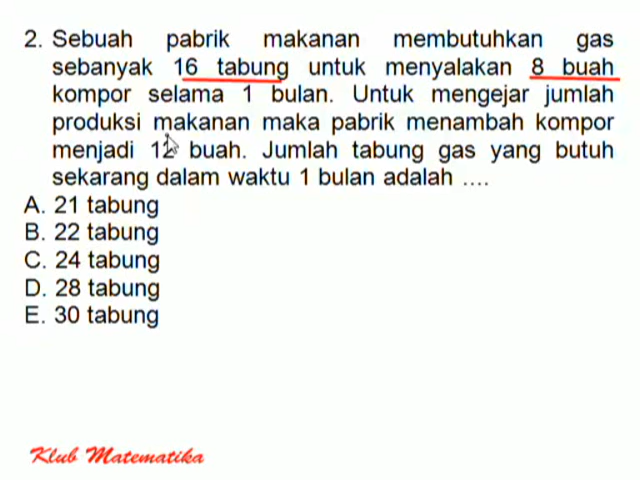 2. Sebuah pabrik makanan membutuhkan gas
sebanyak 16 tabung untuk menyalakan 8 buah
kompor selama 1 bulan. Untuk mengejar jumlah
produksi makanan maka pabrik menambah kompor
menjadi 12 buah. Jumlah tabung gas yang butuh
sekarang dalam waktu 1 bulan adalah ....
A. 21 tabung
B. 22 tabung
C. 24 tabung
D. 28 tabung
E. 30 tabung
Klub Matematika